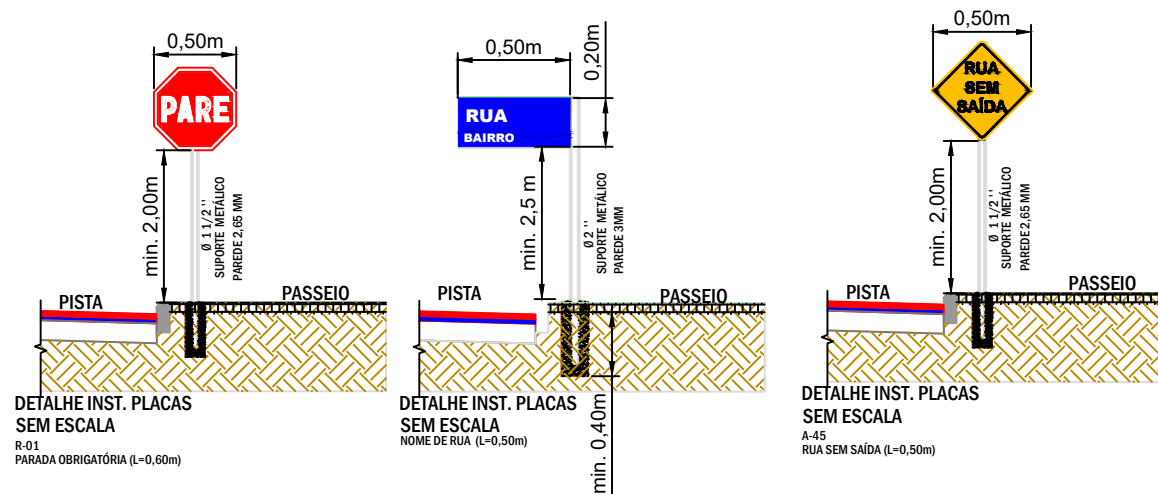 0,50m
PARE
min. 2,00m
Ø 1 1/2 ''
SUPORTE METÁLICO
PAREDE 2,65 MM
PISTA
PASSEIO
DETALHE INST. PLACAS
SEM ESCALA
R-01
PARADA OBRIGATÓRIA (L=0,60m)
0,50m
0,20m
RUA
BAIRRO
min. 2,5 m
Ø 2 ''
SUPORTE METÁLICO
PAREDE 3MM
PISTA
PASSEIO
min. 0,40m
DETALHE INST. PLACAS
SEM ESCALA
NOME DE RUA (L=0,50m)
0,50m
RUA
SEM
SAÍDA
min. 2,00m
Ø 1 1/2 ''
SUPORTE METÁLICO
PAREDE 2,65 MM
PISTA
PASSEIO
DETALHE INST. PLACAS
SEM ESCALA
A-45
RUA SEM SAÍDA (L=0,50m)